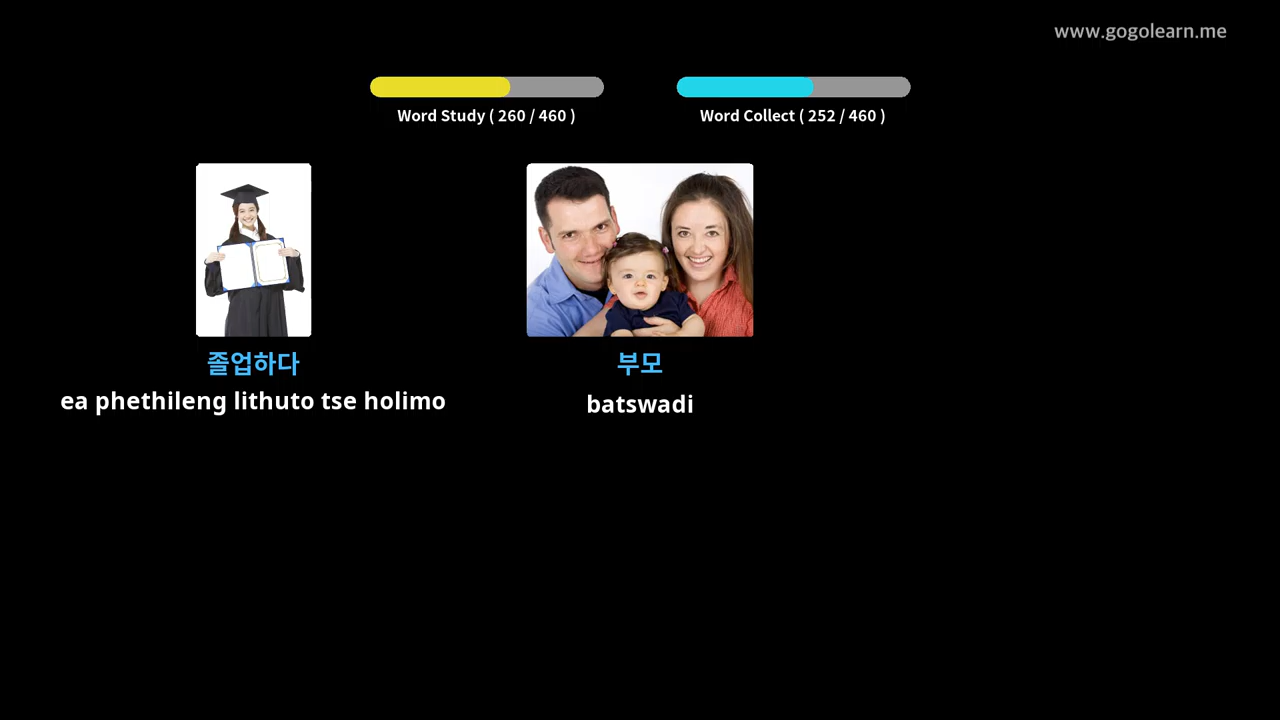 www.gogolearn.me
Word Study ( 260 / 460 )
Word Collect ( 252 / 460 )
졸업하다
부모
ea phethileng lithuto tse holimo
batswadi